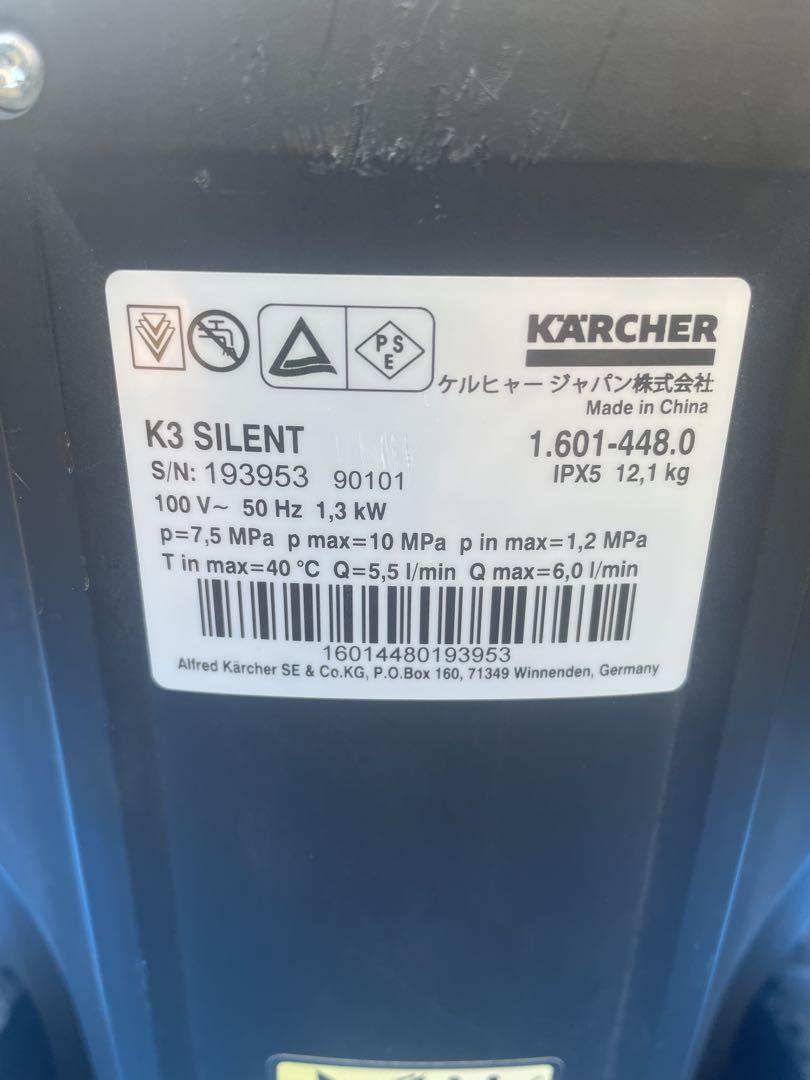 PSE
KÄRCHER
ケルヒャー ジャパン株式会社
Made in China
K3 SILENT 1.601-448.0
S/N: 193953 90101 IPX5 12,1 kg
100 V~ 50 Hz 1,3 kW
p=7,5 MPa p max=10 MPa p in max=1,2 MPa
T in max=40 °C Q=5,5 l/min Q max=6,0 l/min
16014480193953
Alfred Kärcher SE & Co.KG, P.O.Box 160, 71349 Winnenden, Germany